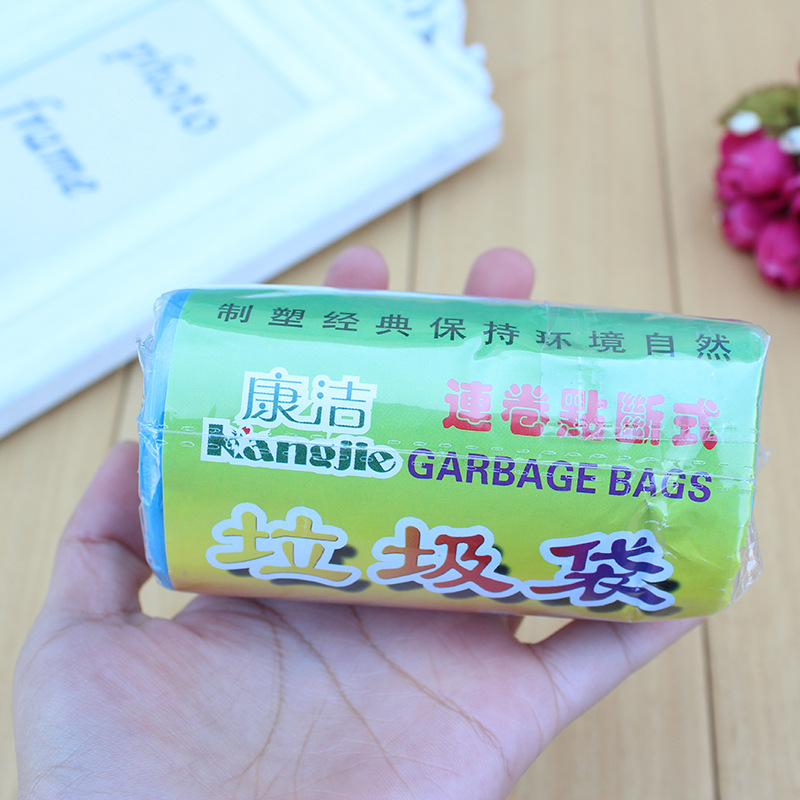 photo
frame
制塑经典保持环境自然
康洁
連卷點斷式
Kangjie
GARBAGE BAGS
垃圾袋